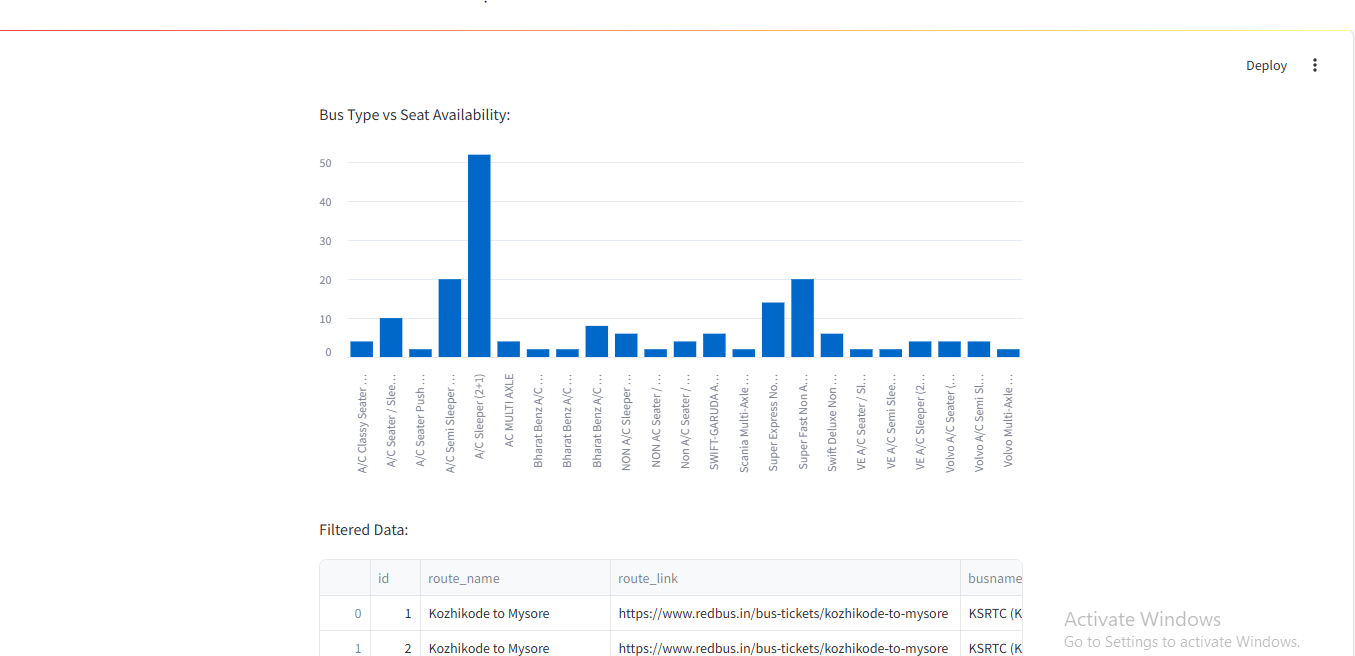 Deploy
Bus Type vs Seat Availability:
50
40
30
20
10
0
A/C Classy Seater …
A/C Seater / Slee…
A/C Seater Push …
A/C Semi Sleeper …
A/C Sleeper (2+1)
AC MULTI AXLE
Bharat Benz A/C …
Bharat Benz A/C …
Bharat Benz A/C …
NON A/C Sleeper …
NON AC Seater / …
Non A/C Seater / …
SWIFT-GARUDA A…
Scania Multi-Axle …
Super Express No…
Super Fast Non A…
Swift Deluxe Non …
VE A/C Seater / Sl…
VE A/C Semi Slee…
VE A/C Sleeper (2…
Volvo A/C Seater (…
Volvo A/C Semi Sl…
Volvo Multi-Axle …
Filtered Data:
id route_name route_link busname
0 1 Kozhikode to Mysore https://www.redbus.in/bus-tickets/kozhikode-to-mysore KSRTC (K
1 2 Kozhikode to Mysore https://www.redbus.in/bus-tickets/kozhikode-to-mysore KSRTC (K
Activate Windows
Go to Settings to activate Windows.